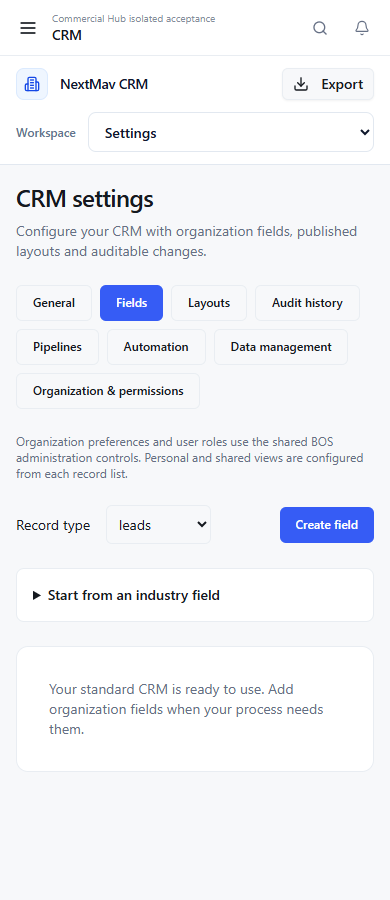 Commercial Hub isolated acceptance
CRM
NextMav CRM
Export
Workspace
Settings
CRM settings
Configure your CRM with organization fields, published
layouts and auditable changes.
General
Fields
Layouts
Audit history
Pipelines
Automation
Data management
Organization & permissions
Organization preferences and user roles use the shared BOS
administration controls. Personal and shared views are configured
from each record list.
Record type
leads
Create field
Start from an industry field
Your standard CRM is ready to use. Add
organization fields when your process needs
them.